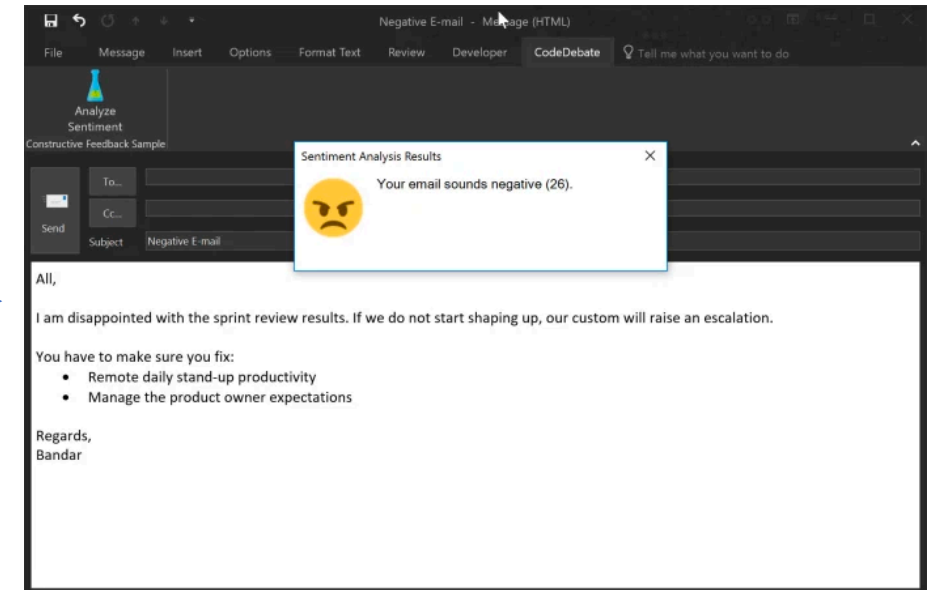 Negative E-mail - Message (HTML)
File Message Insert Options Format Text Review Developer CodeDebate Tell me what you want to do
Analyze
Sentiment
Constructive Feedback Sample
Sentiment Analysis Results
Your email sounds negative (26).
To...
Cc...
Send
Subject Negative E-mail
All,
I am disappointed with the sprint review results. If we do not start shaping up, our custom will raise an escalation.
You have to make sure you fix:
• Remote daily stand-up productivity
• Manage the product owner expectations
Regards,
Bandar